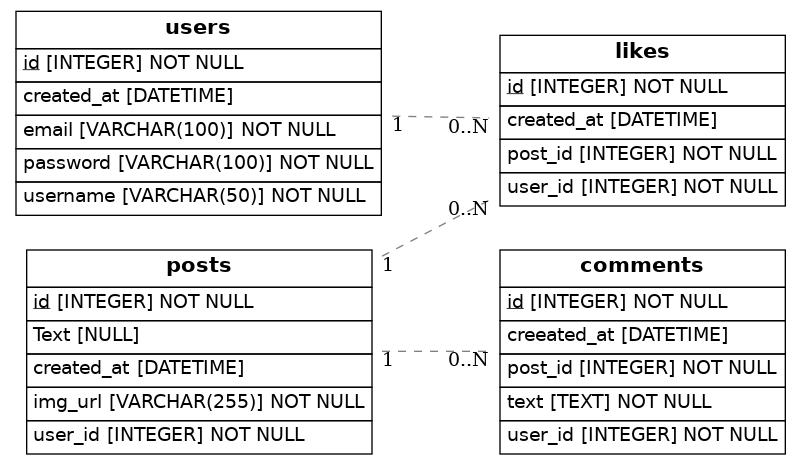 users
id [INTEGER] NOT NULL
created_at [DATETIME]
email [VARCHAR(100)] NOT NULL
password [VARCHAR(100)] NOT NULL
username [VARCHAR(50)] NOT NULL
1
0..N
likes
id [INTEGER] NOT NULL
created_at [DATETIME]
post_id [INTEGER] NOT NULL
user_id [INTEGER] NOT NULL
0..N
1
posts
id [INTEGER] NOT NULL
Text [NULL]
created_at [DATETIME]
img_url [VARCHAR(255)] NOT NULL
user_id [INTEGER] NOT NULL
1
0..N
comments
id [INTEGER] NOT NULL
creeated_at [DATETIME]
post_id [INTEGER] NOT NULL
text [TEXT] NOT NULL
user_id [INTEGER] NOT NULL